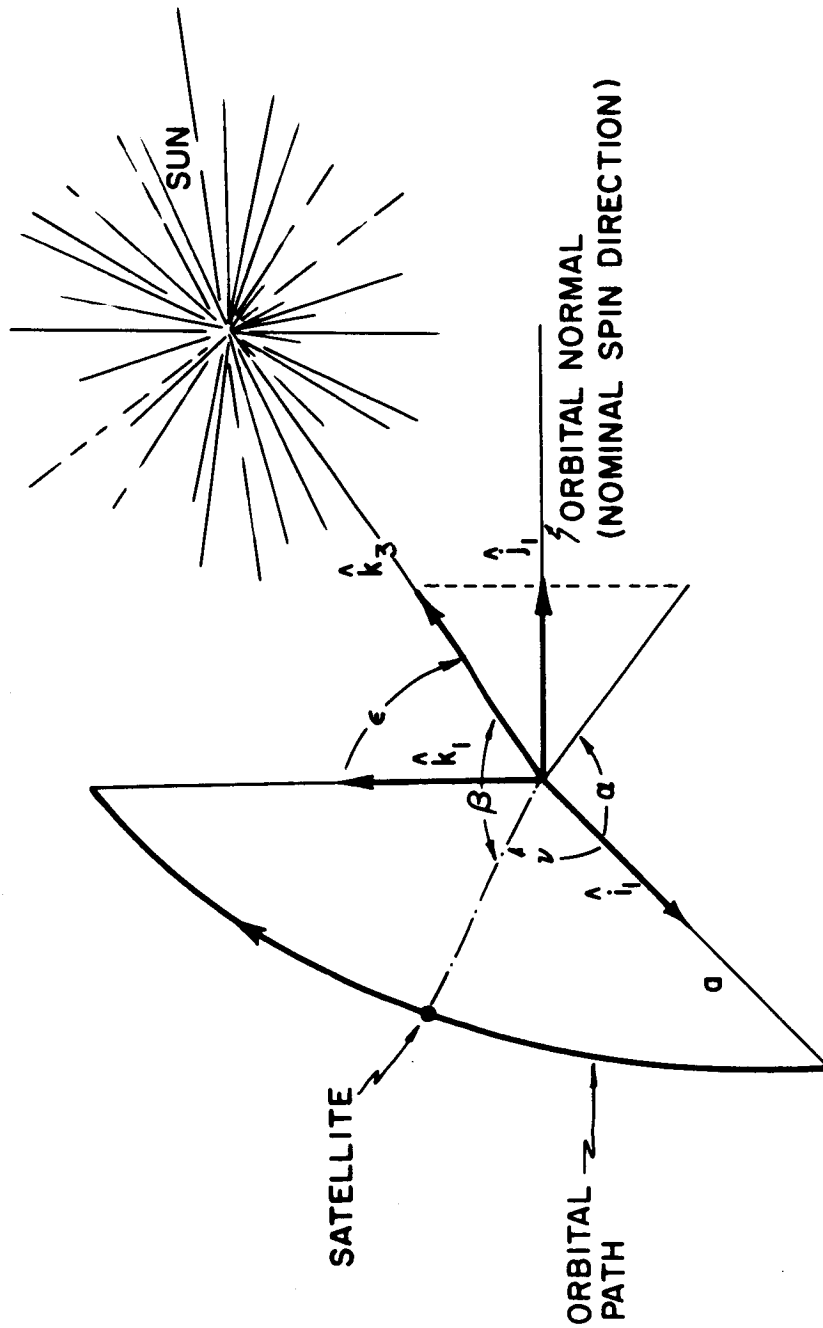 SUN
k̂₃
ε
k̂₁
β
ĵ₁
ORBITAL NORMAL
(NOMINAL SPIN DIRECTION)
ν
α
î₁
a
SATELLITE
ORBITAL
PATH